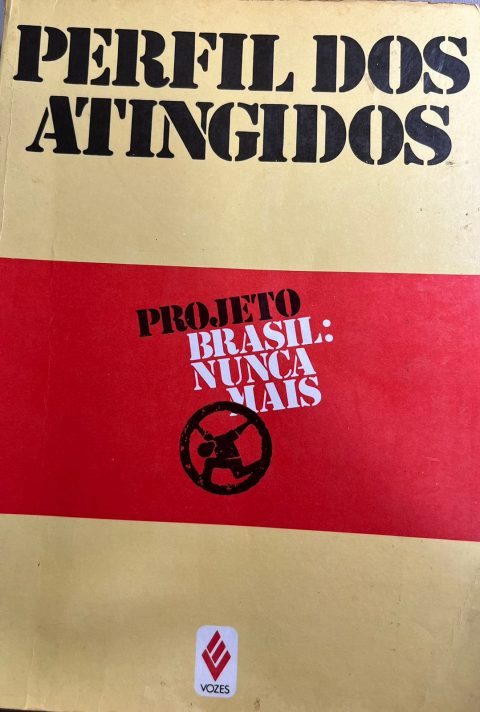 PERFIL DOS
ATINGIDOS
PROJETO
BRASIL:
NUNCA
MAIS
VOZES